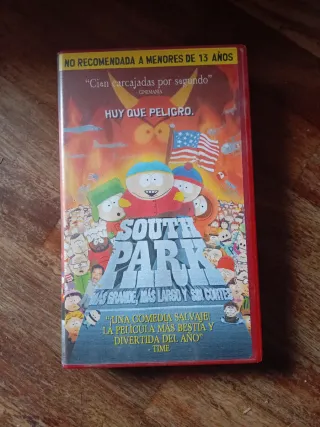 NO RECOMENDADA A MENORES DE 13 AÑOS
"Cien carcajadas por segundo"
CINEMANÍA
HUY QUE PELIGRO.
SOUTH
PARK
MÁS GRANDE, MÁS LARGO Y SIN CORTES
"UNA COMEDIA SALVAJE!
LA PELÍCULA MÁS BESTIA Y
DIVERTIDA DEL AÑO"
- TIME